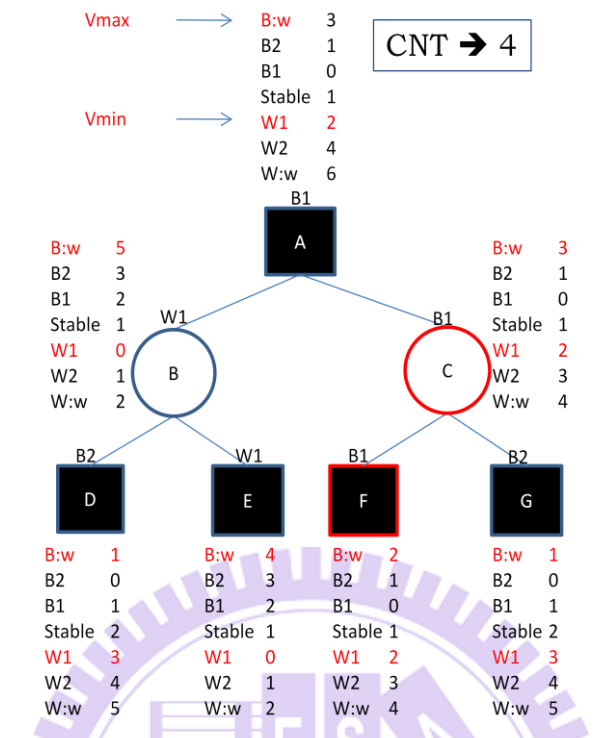 Vmax
B:w 3
B2 1
B1 0
Stable 1
Vmin
W1 2
W2 4
W:w 6
CNT ➔ 4
B1
A
B:w 5
B2 3
B1 2
Stable 1
W1 0
W2 1
W:w 2
W1
B
B1
C
B:w 3
B2 1
B1 0
Stable 1
W1 2
W2 3
W:w 4
B2
D
W1
E
B1
F
B2
G
B:w 1
B2 0
B1 1
Stable 2
W1 3
W2 4
W:w 5
B:w 4
B2 3
B1 2
Stable 1
W1 0
W2 1
W:w 2
B:w 2
B2 1
B1 0
Stable 1
W1 2
W2 3
W:w 4
B:w 1
B2 0
B1 1
Stable 2
W1 3
W2 4
W:w 5